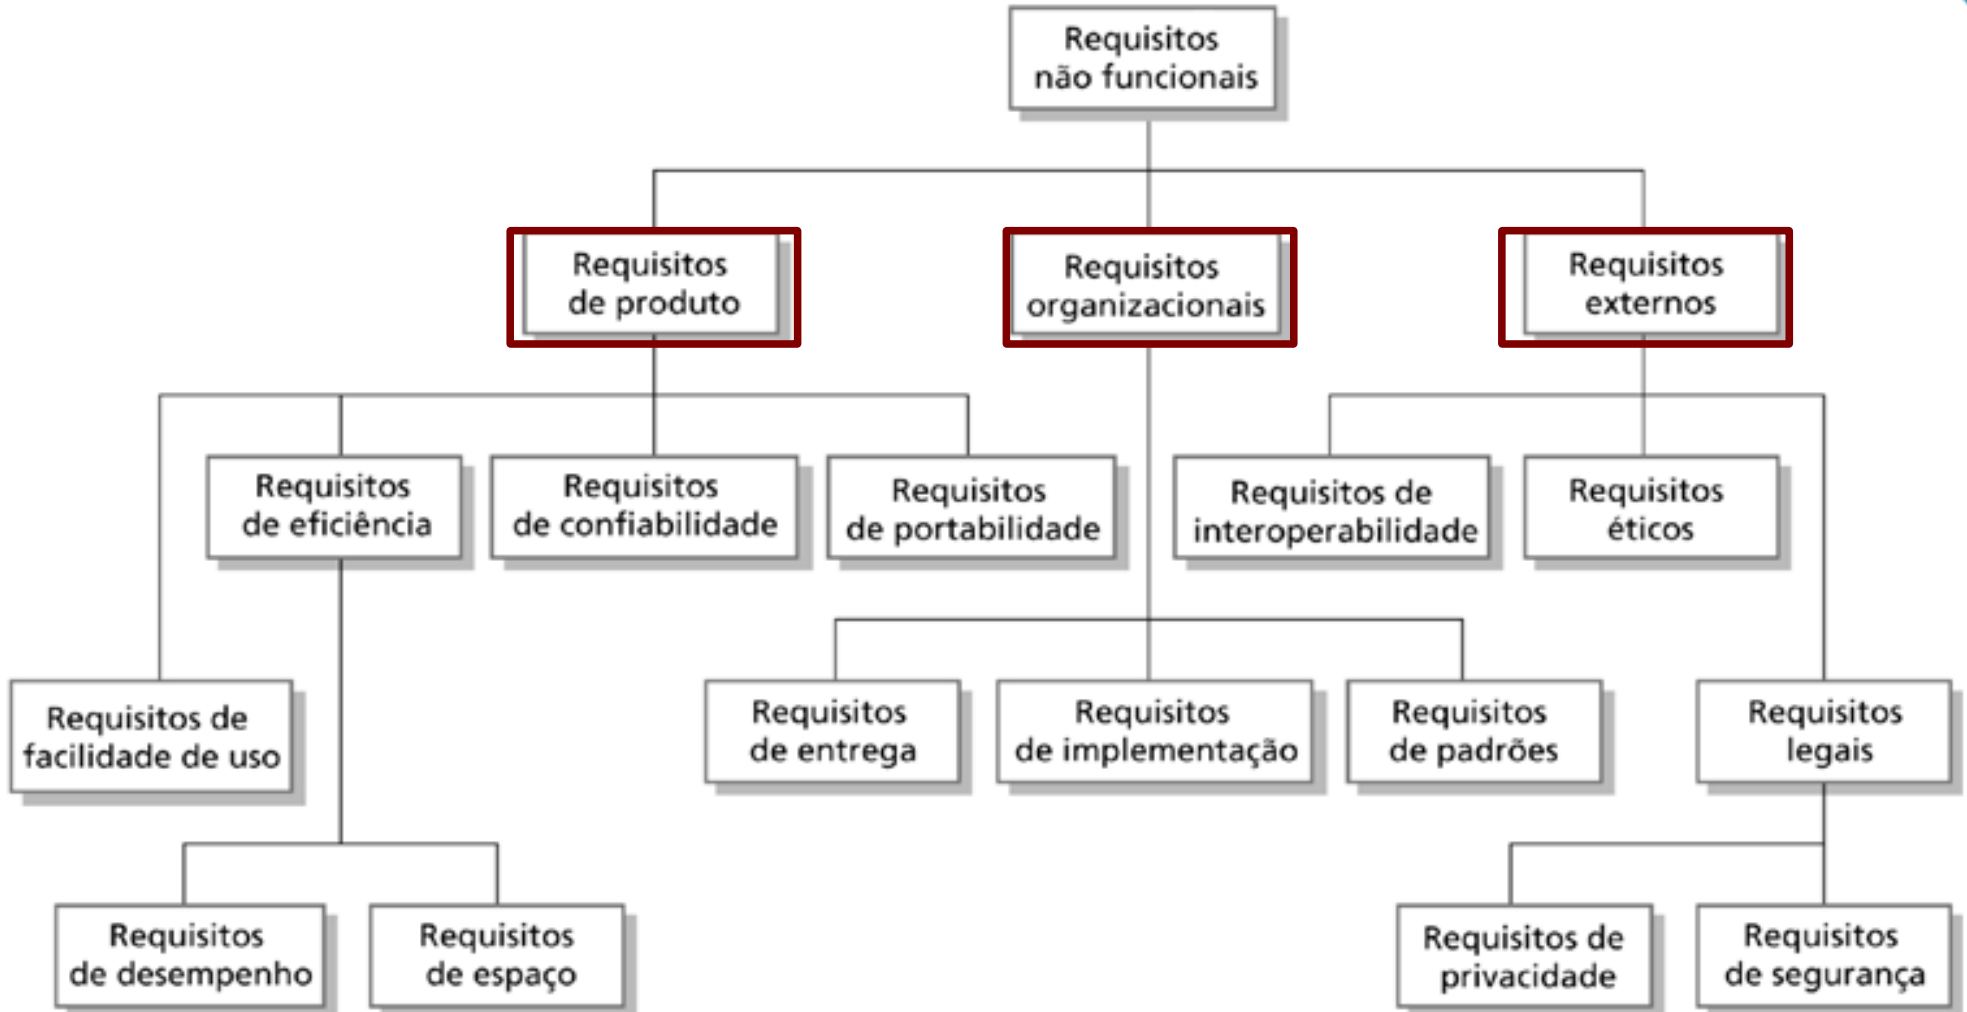 Requisitos
não funcionais
Requisitos
de produto
Requisitos
organizacionais
Requisitos
externos
Requisitos
de eficiência
Requisitos
de confiabilidade
Requisitos
de portabilidade
Requisitos de
interoperabilidade
Requisitos
éticos
Requisitos de
facilidade de uso
Requisitos
de entrega
Requisitos
de implementação
Requisitos
de padrões
Requisitos
legais
Requisitos
de desempenho
Requisitos
de espaço
Requisitos de
privacidade
Requisitos
de segurança